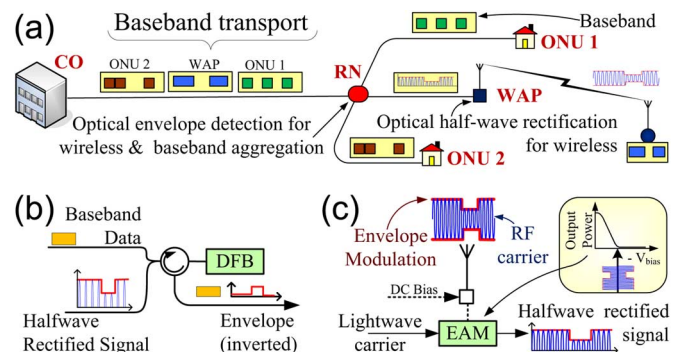 (a)
Baseband transport
Baseband
CO
ONU 2
WAP
ONU 1
RN
ONU 1
WAP
Optical envelope detection for
wireless & baseband aggregation
Optical half-wave rectification
for wireless
ONU 2
(b)
Baseband
Data
DFB
Halfwave
Rectified Signal
Envelope
(inverted)
(c)
Envelope
Modulation
RF
carrier
Output
Power
- Vbias
DC Bias
Lightwave
carrier
EAM
Halfwave rectified
signal